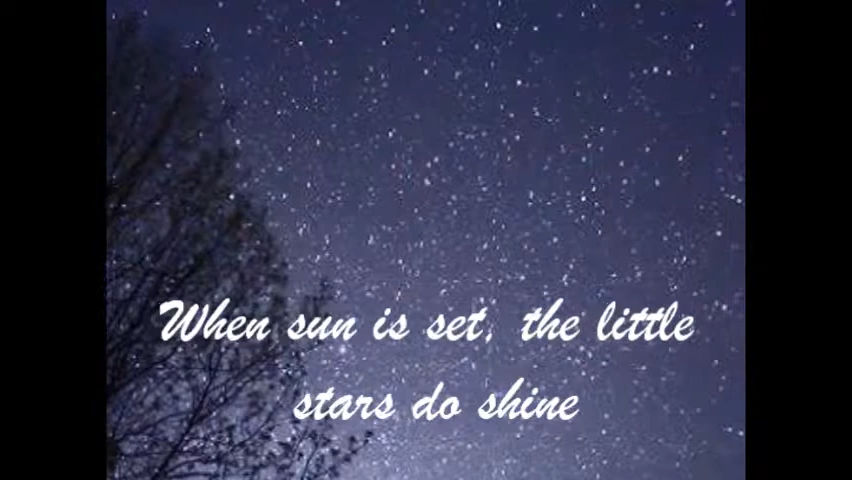 When sun is set, the little
stars do shine